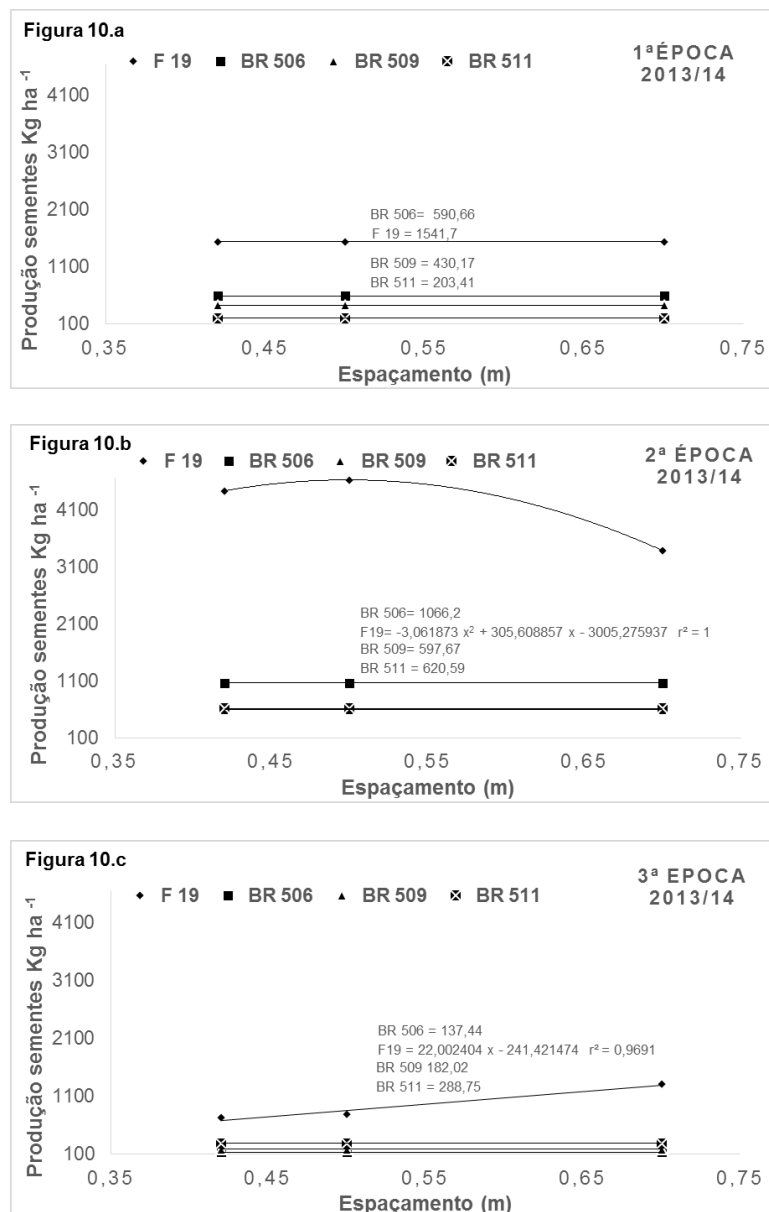 Figura 10.a
F 19 BR 506 BR 509 BR 511
1ªÉPOCA
2013/14
Produção sementes Kg ha -1
4100
3100
2100
1100
100
BR 506= 590,66
F 19 = 1541,7
BR 509 = 430,17
BR 511 = 203,41
0,35 0,45 0,55 0,65 0,75
Espaçamento (m)
Figura 10.b
F 19 BR 506 BR 509 BR 511
2ª ÉPOCA
2013/14
Produção sementes Kg ha -1
4100
3100
2100
1100
100
BR 506= 1066,2
F19= -3,061873 x² + 305,608857 x - 3005,275937 r² = 1
BR 509= 597,67
BR 511 = 620,59
0,35 0,45 0,55 0,65 0,75
Espaçamento (m)
Figura 10.c
F 19 BR 506 BR 509 BR 511
3ª EPOCA
2013/14
Produção sementes Kg ha -1
4100
3100
2100
1100
100
BR 506 = 137,44
F19 = 22,002404 x - 241,421474 r² = 0,9691
BR 509 182,02
BR 511 = 288,75
0,35 0,45 0,55 0,65 0,75
Espaçamento (m)